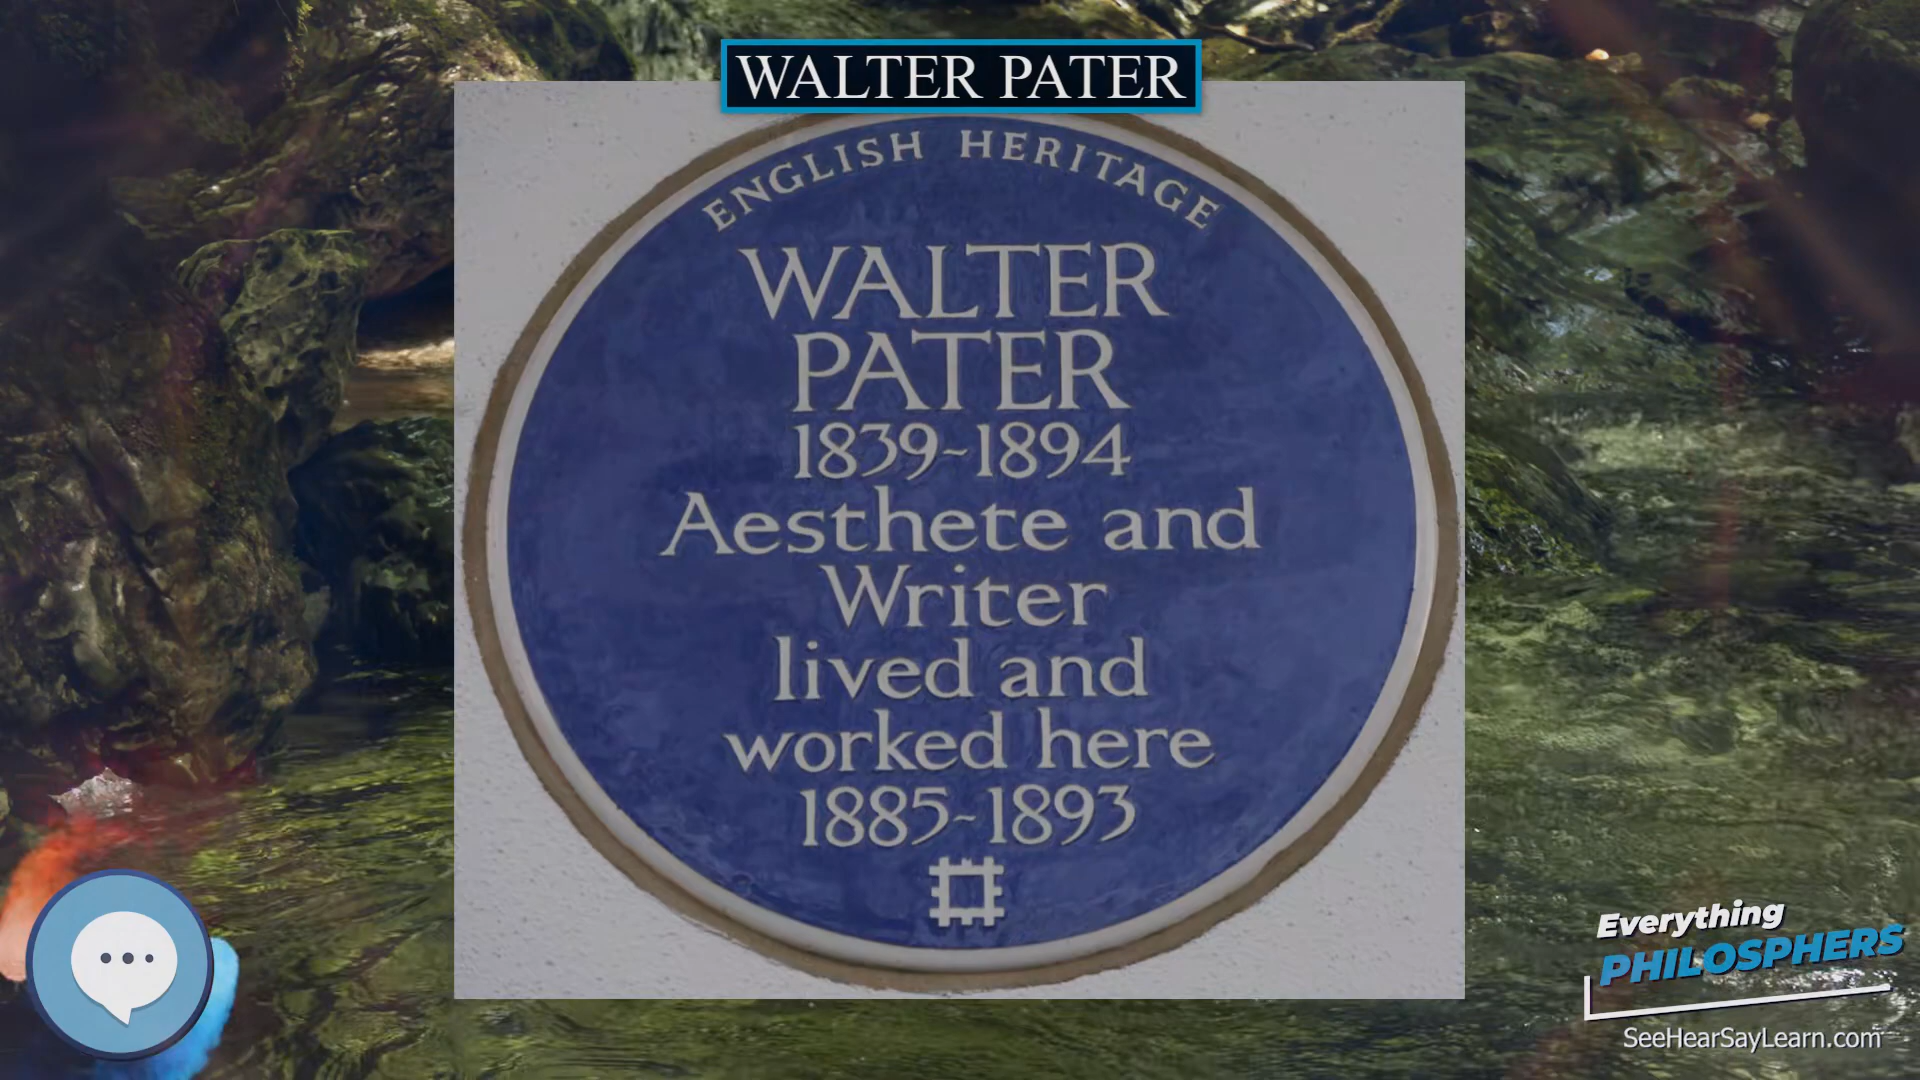 WALTER PATER
ENGLISH HERITAGE
WALTER
PATER
1839-1894
Aesthete and
Writer
lived and
worked here
1885-1893
Everything
PHILOSPHERS
SeeHearSayLearn.com